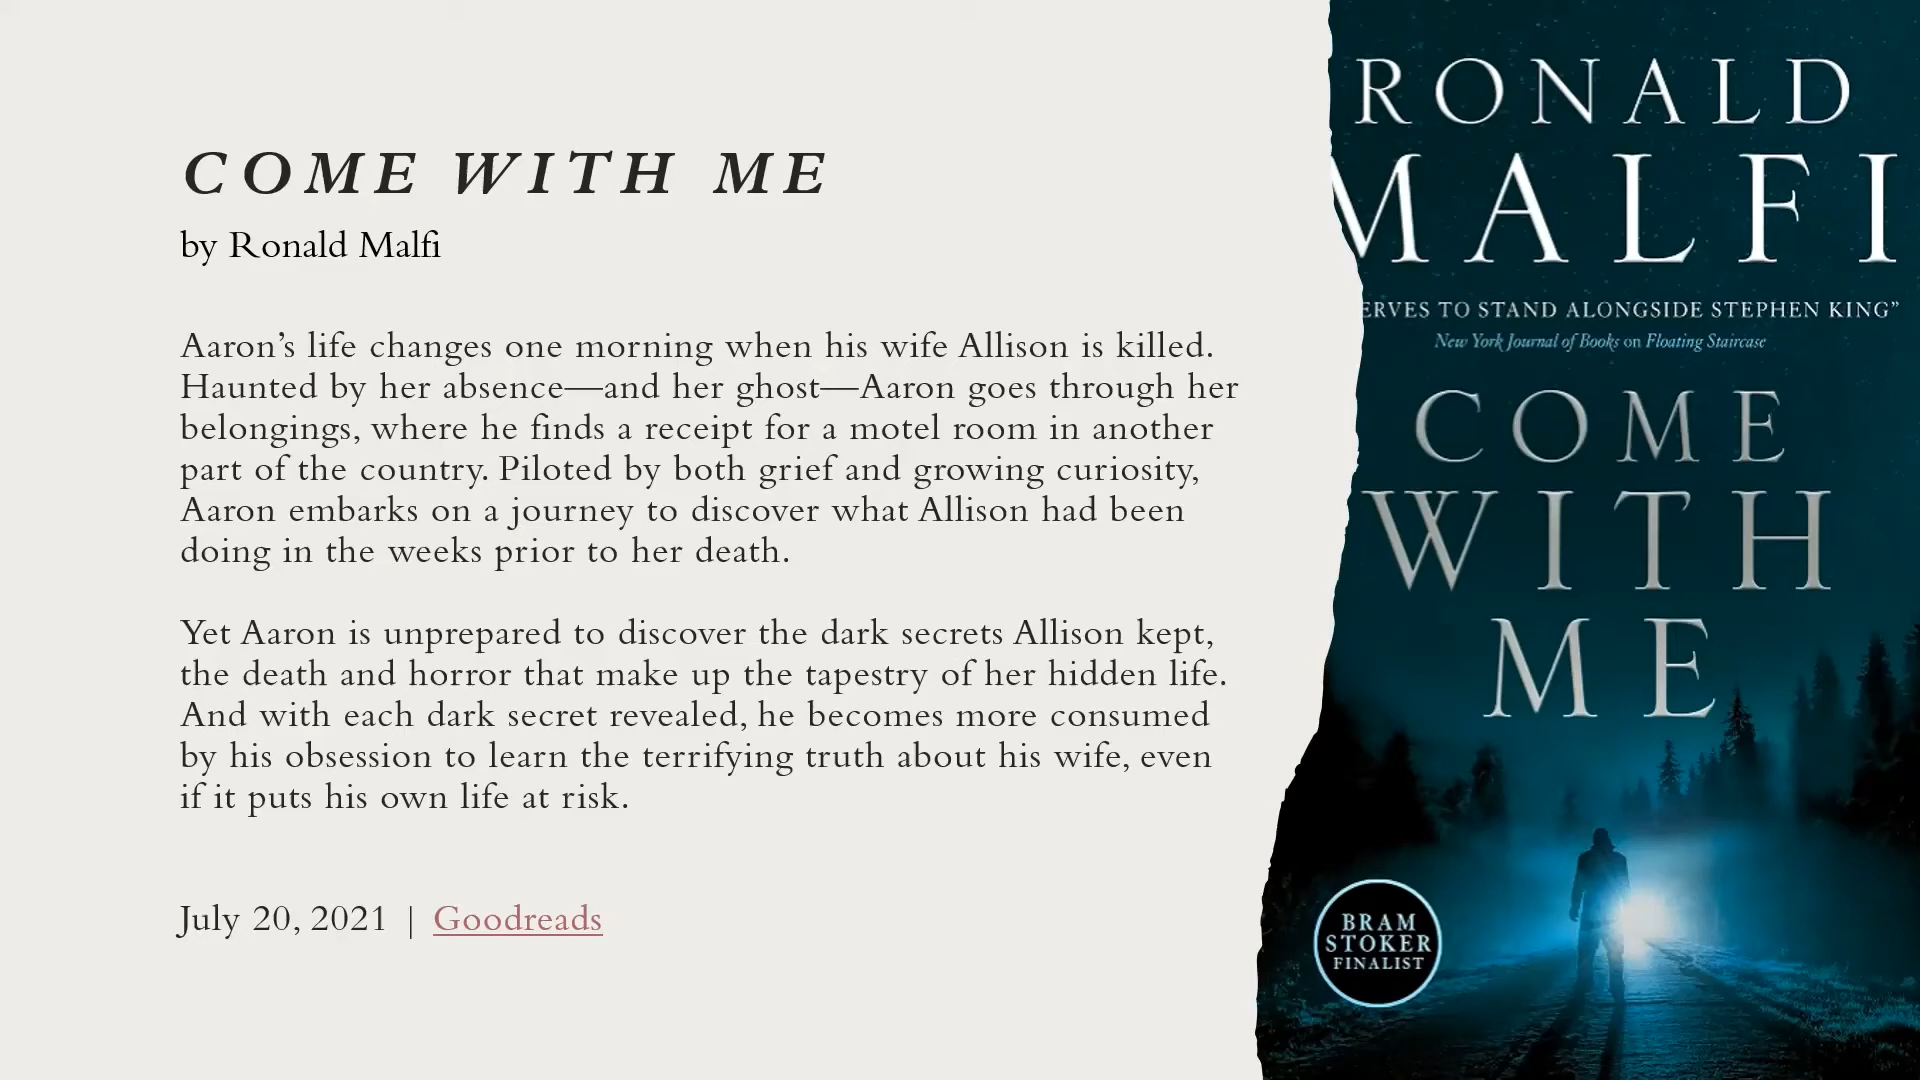 COME WITH ME
by Ronald Malfi
Aaron’s life changes one morning when his wife Allison is killed.
Haunted by her absence—and her ghost—Aaron goes through her
belongings, where he finds a receipt for a motel room in another
part of the country. Piloted by both grief and growing curiosity,
Aaron embarks on a journey to discover what Allison had been
doing in the weeks prior to her death.
Yet Aaron is unprepared to discover the dark secrets Allison kept,
the death and horror that make up the tapestry of her hidden life.
And with each dark secret revealed, he becomes more consumed
by his obsession to learn the terrifying truth about his wife, even
if it puts his own life at risk.
July 20, 2021 | Goodreads
RONALD
MALFI
ERVES TO STAND ALONGSIDE STEPHEN KING”
New York Journal of Books on Floating Staircase
COME
WITH
ME
BRAM
STOKER
FINALIST